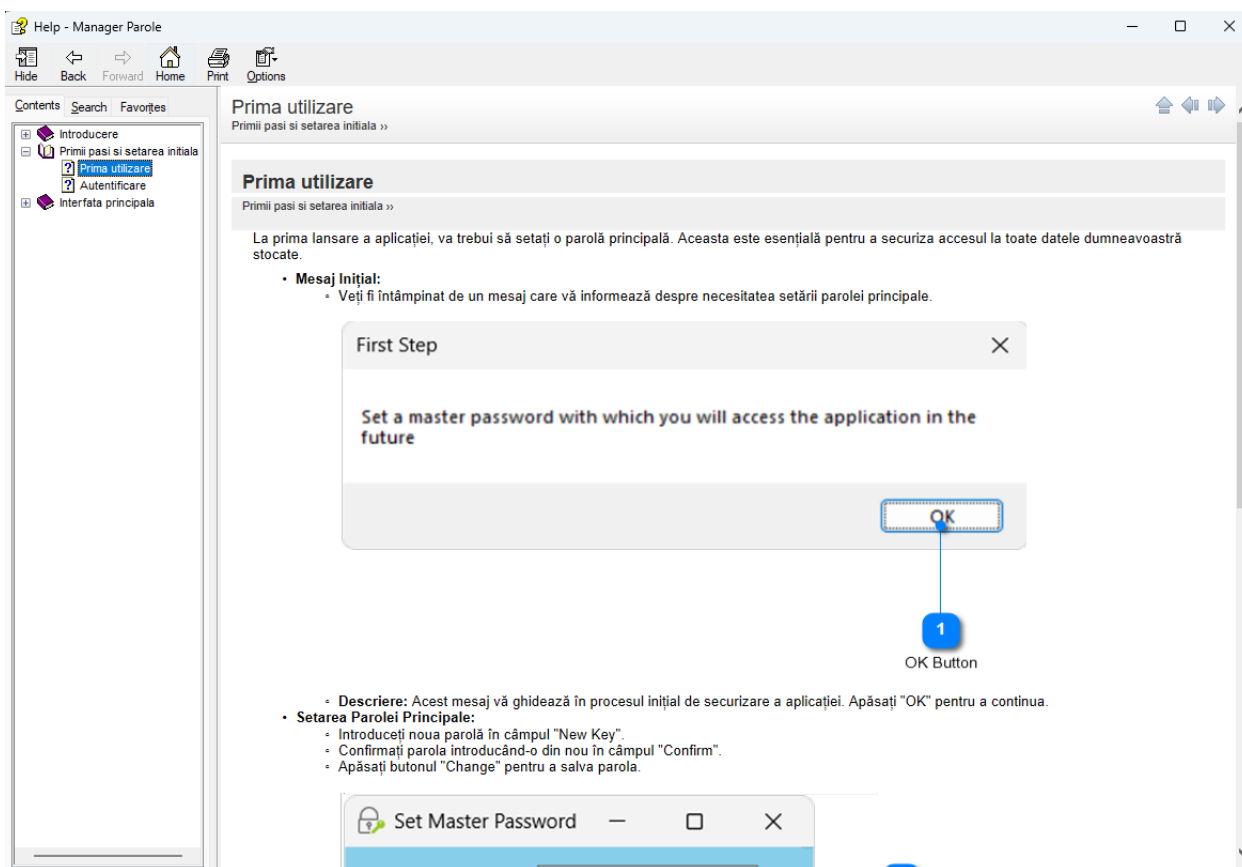 Help - Manager Parole
Hide Back Forward Home Print Options
Contents Search Favorites
Introducere
Primii pasi si setarea initiala
Prima utilizare
Autentificare
Interfata principala
Prima utilizare
Primii pasi si setarea initiala ››
Prima utilizare
Primii pasi si setarea initiala ››
La prima lansare a aplicației, va trebui să setați o parolă principală. Aceasta este esențială pentru a securiza accesul la toate datele dumneavoastră
stocate.
• Mesaj Inițial:
◦ Veți fi întâmpinat de un mesaj care vă informează despre necesitatea setării parolei principale.
First Step
Set a master password with which you will access the application in the
future
OK
1
OK Button
◦ Descriere: Acest mesaj vă ghidează în procesul inițial de securizare a aplicației. Apăsați "OK" pentru a continua.
• Setarea Parolei Principale:
◦ Introduceți noua parolă în câmpul "New Key".
◦ Confirmați parola introducând-o din nou în câmpul "Confirm".
◦ Apăsați butonul "Change" pentru a salva parola.
Set Master Password